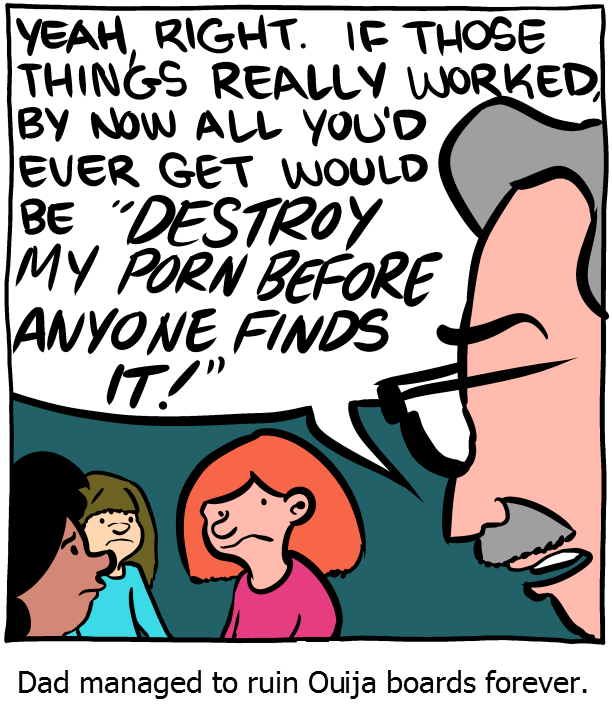 YEAH, RIGHT. IF THOSE
THINGS REALLY WORKED,
BY NOW ALL YOU'D
EVER GET WOULD
BE "DESTROY
MY PORN BEFORE
ANYONE FINDS
IT!"
Dad managed to ruin Ouija boards forever.